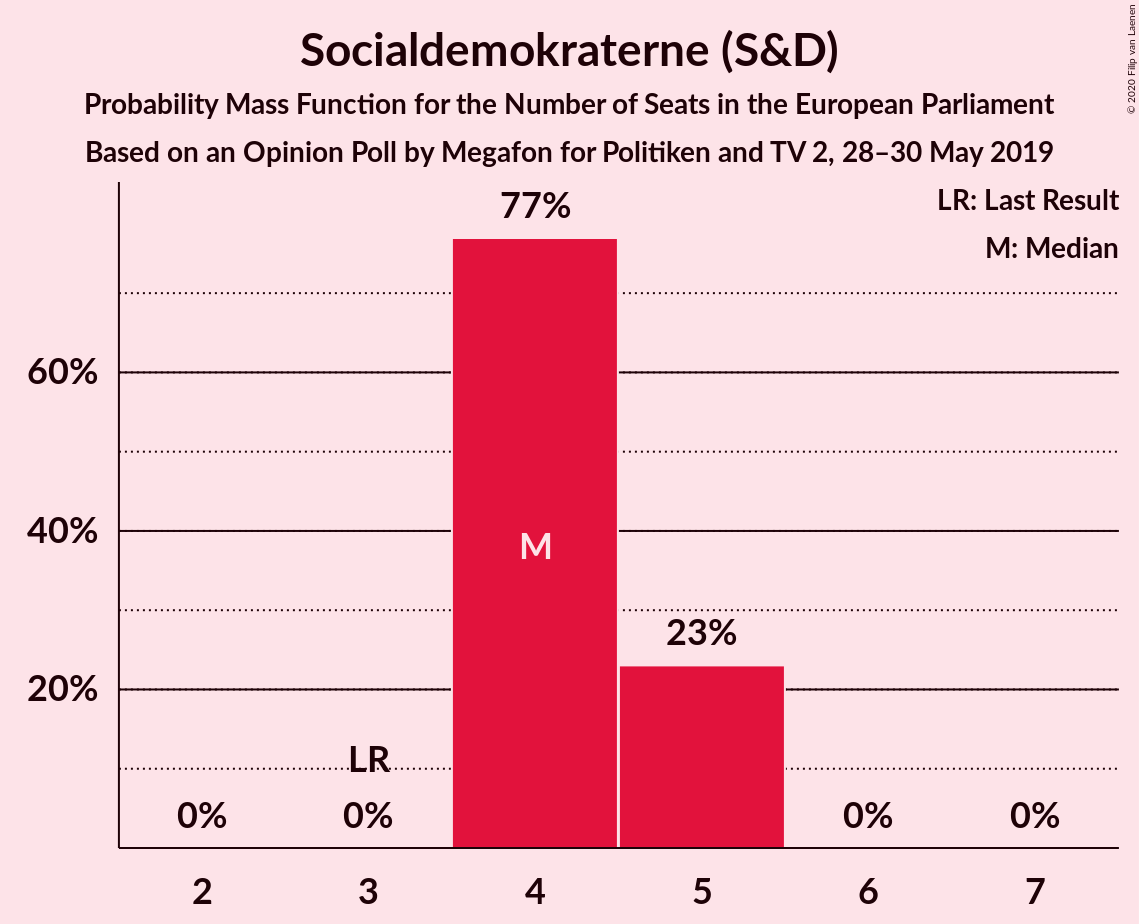 Socialdemokraterne (S&D)
Probability Mass Function for the Number of Seats in the European Parliament
Based on an Opinion Poll by Megafon for Politiken and TV 2, 28–30 May 2019
© 2020 Filip van Laenen
LR: Last Result
M: Median
77%
60%
40%
M
23%
20%
LR
0%
0%
0%
0%
2
3
4
5
6
7